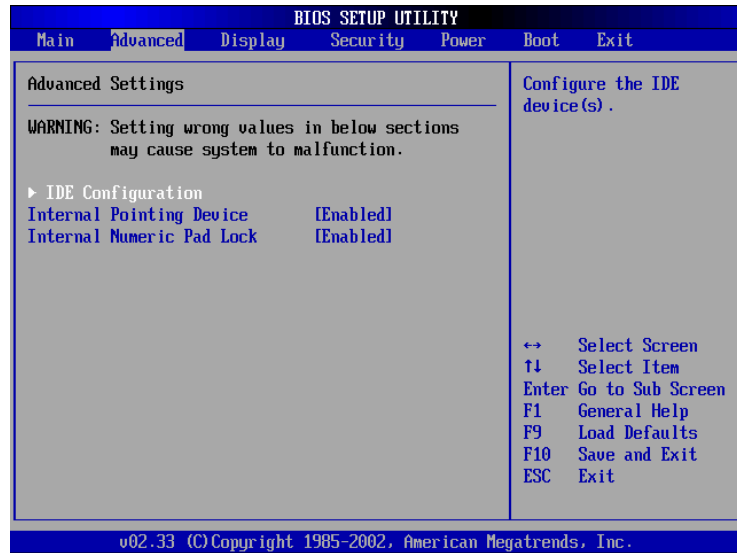 BIOS SETUP UTILITY
Main Advanced Display Security Power Boot Exit
Advanced Settings
WARNING: Setting wrong values in below sections
may cause system to malfunction.
▶ IDE Configuration
Internal Pointing Device [Enabled]
Internal Numeric Pad Lock [Enabled]
Configure the IDE
device(s).
↔ Select Screen
↑↓ Select Item
Enter Go to Sub Screen
F1 General Help
F9 Load Defaults
F10 Save and Exit
ESC Exit
v02.33 (C)Copyright 1985-2002, American Megatrends, Inc.